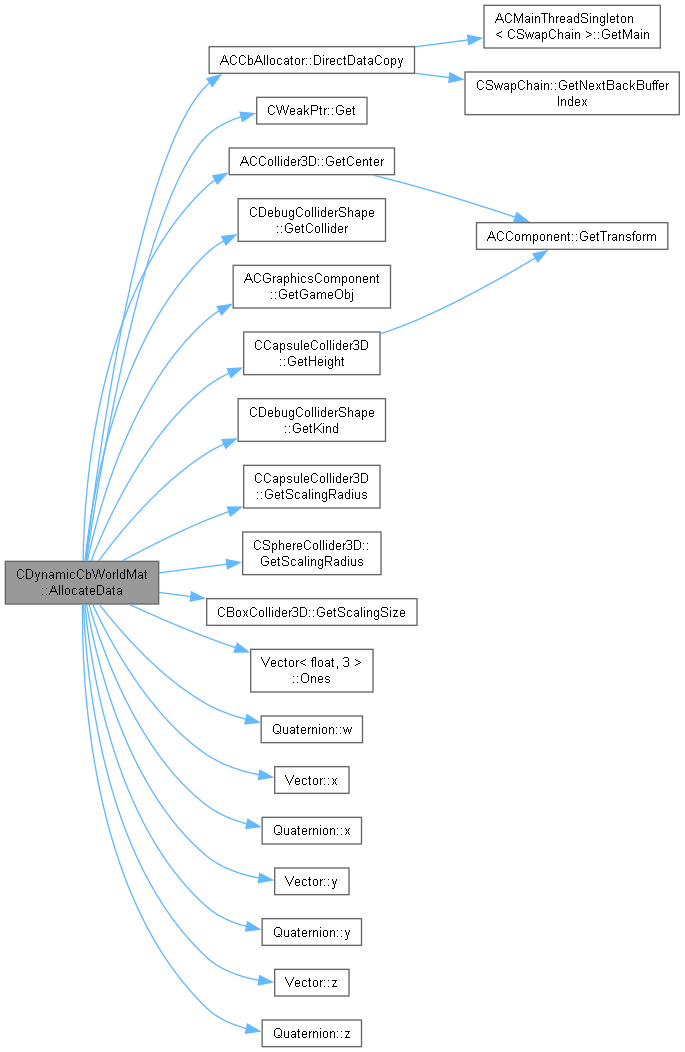 ACMainThreadSingleton
< CSwapChain >::GetMain
ACCbAllocator::DirectDataCopy
CSwapChain::GetNextBackBuffer
Index
CWeakPtr::Get
ACCollider3D::GetCenter
CDebugColliderShape
::GetCollider
ACComponent::GetTransform
ACGraphicsComponent
::GetGameObj
CCapsuleCollider3D
::GetHeight
CDebugColliderShape
::GetKind
CCapsuleCollider3D
::GetScalingRadius
CSphereCollider3D::
GetScalingRadius
CDynamicCbWorldMat
::AllocateData
CBoxCollider3D::GetScalingSize
Vector< float, 3 >
::Ones
Quaternion::w
Vector::x
Quaternion::x
Vector::y
Quaternion::y
Vector::z
Quaternion::z